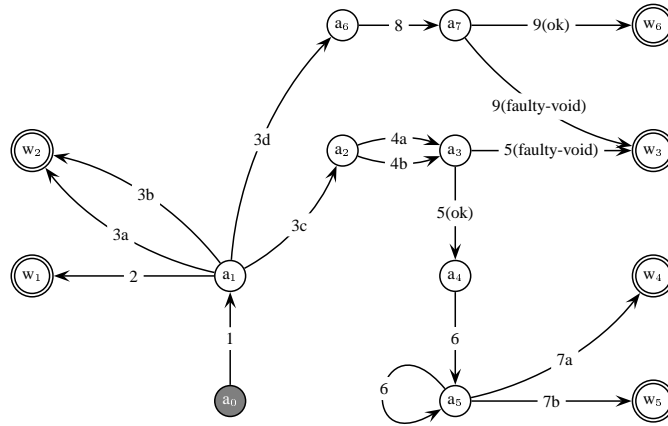 a6 8 a7 9(ok) w6
9(faulty-void)
3d
w2 a2 4a a3 5(faulty-void) w3
4b
3b
3a 3c 5(ok)
w1 2 a1 a4 w4
1 6
7a
6
a0 a5 7b w5